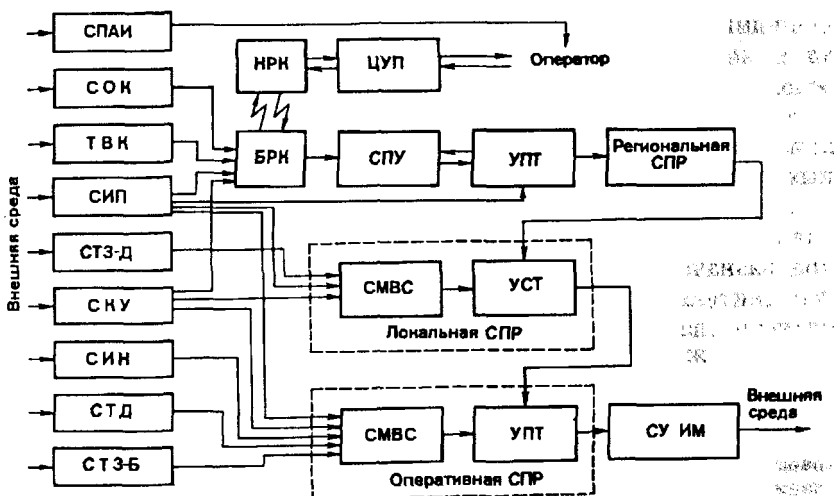 СПАИ
НРК
ЦУП
Оператор
СОК
ТВК
БРК
СПУ
УПТ
Региональная
СПР
СИП
Внешняя среда
СТЗ-Д
СМВС
УСТ
СКУ
Локальная СПР
СИН
СТД
СМВС
УПТ
СУ ИМ
Внешняя
среда
СТЗ-Б
Оперативная СПР